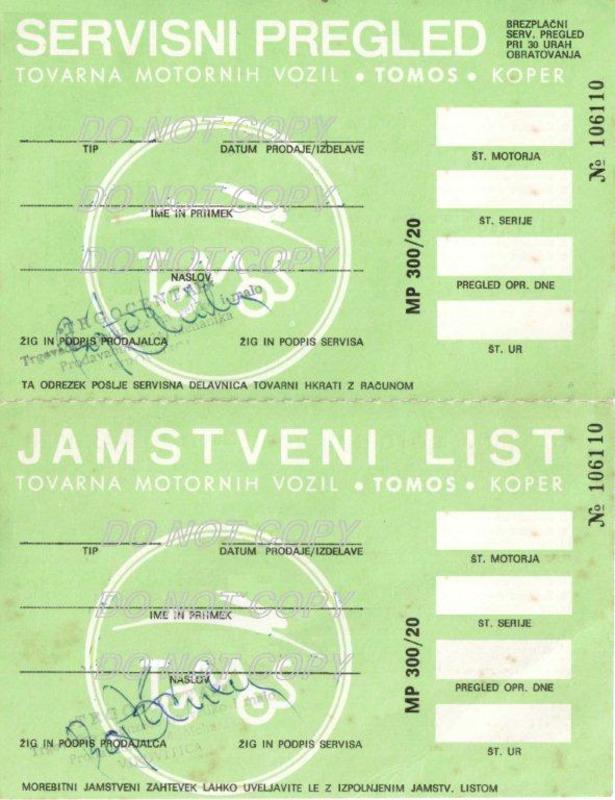 SERVISNI PREGLED
BREZPLAČNI
SERV. PREGLED
PRI 30 URAH
OBRATOVANJA
TOVARNA MOTORNIH VOZIL • TOMOS • KOPER
№ 106110
DO NOT COPY
TIP DATUM PRODAJE/IZDELAVE
ŠT. MOTORJA
DO NOT COPY
IME IN PRIIMEK
ŠT. SERIJE
MP 300/20
DO NOT COPY
NASLOV
PREGLED OPR. DNE
TRGOCENTAR
ŽIG IN PODPIS PRODAJALCA ŽIG IN PODPIS SERVISA
ŠT. UR
TA ODREZEK POŠLJE SERVISNA DELAVNICA TOVARNI HKRATI Z RAČUNOM
JAMSTVENI LIST
TOVARNA MOTORNIH VOZIL • TOMOS • KOPER
№ 106110
DO NOT COPY
TIP DATUM PRODAJE/IZDELAVE
ŠT. MOTORJA
DO NOT COPY
IME IN PRIIMEK
ŠT. SERIJE
MP 300/20
DO NOT COPY
NASLOV
PREGLED OPR. DNE
ŽIG IN PODPIS PRODAJALCA ŽIG IN PODPIS SERVISA
ŠT. UR
MOREBITNI JAMSTVENI ZAHTEVEK LAHKO UVELJAVITE LE Z IZPOLNJENIM JAMSTV. LISTOM